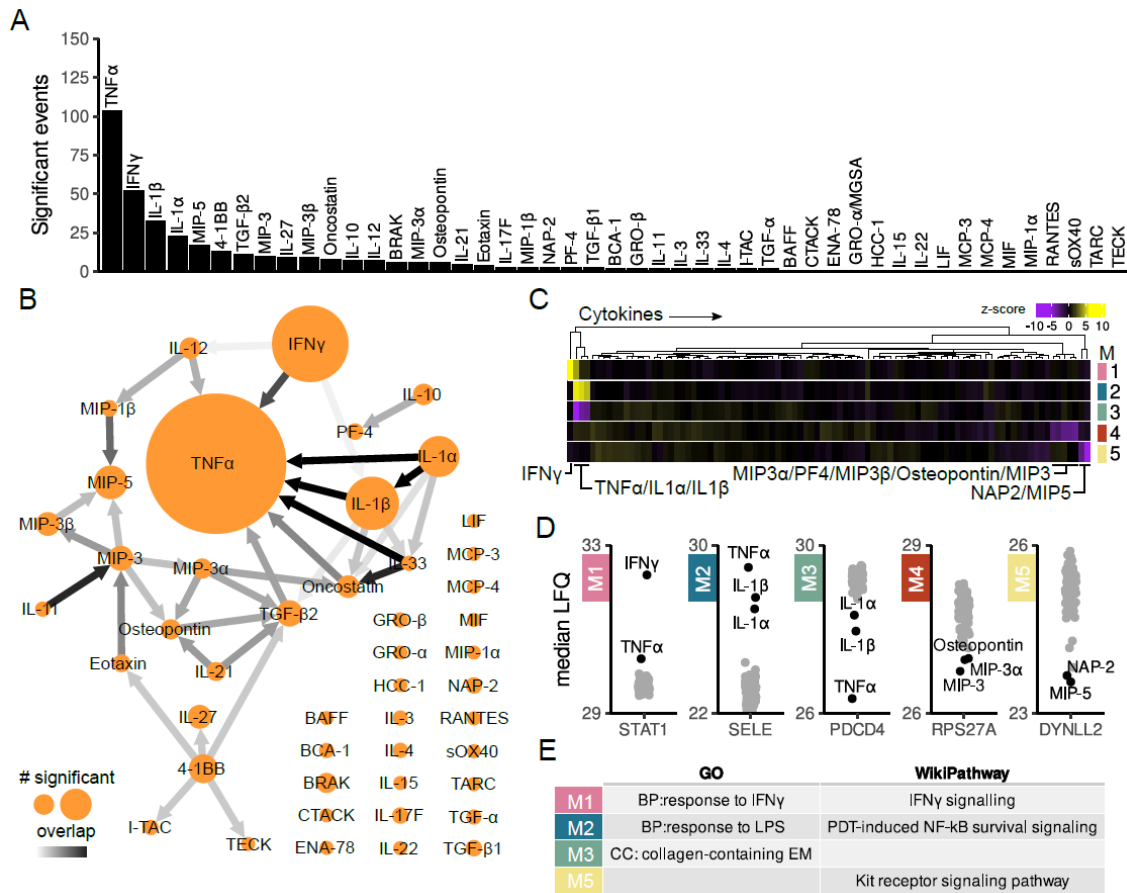 A
Significant events
150
125
100
75
50
25
0
TNFα
IFNγ
IL-1β
IL-1α
MIP-5
4-1BB
TGF-β2
MIP-3
IL-27
MIP-3β
Oncostatin
IL-10
IL-12
BRAK
MIP-3α
Osteopontin
IL-21
Eotaxin
IL-17F
MIP-1β
NAP-2
PF-4
TGF-β1
BCA-1
GRO-β
IL-11
IL-3
IL-33
IL-4
I-TAC
TGF-α
BAFF
CTACK
ENA-78
GRO-α/MGSA
HCC-1
IL-15
IL-22
LIF
MCP-3
MCP-4
MIF
MIP-1α
RANTES
sOX40
TARC
TECK
B
IL-12
IFNγ
MIP-1β
IL-10
PF-4
TNFα
IL-1α
MIP-5
IL-1β
MIP-3β
LIF
MIP-3
MIP-3α
IL-33
MCP-3
Oncostatin
MCP-4
IL-11
TGF-β2
Osteopontin
GRO-β
MIF
Eotaxin
IL-21
GRO-α
MIP-1α
HCC-1
NAP-2
IL-27
BAFF
IL-3
RANTES
BCA-1
IL-4
sOX40
4-1BB
BRAK
IL-15
TARC
CTACK
IL-17F
TGF-α
I-TAC
TECK
ENA-78
IL-22
TGF-β1
# significant
overlap
C
Cytokines
z-score
-10 -5 0 5 10
M
1
2
3
4
5
IFNγ
TNFα/IL1α/IL1β
MIP3α/PF4/MIP3β/Osteopontin/MIP3
NAP2/MIP5
D
median LFQ
33
M1
IFNγ
TNFα
29
STAT1
30
M2
TNFα
IL-1β
IL-1α
22
SELE
30
M3
IL-1α
IL-1β
TNFα
26
PDCD4
29
M4
Osteopontin
MIP-3α
MIP-3
26
RPS27A
26
M5
NAP-2
MIP-5
23
DYNLL2
E
GO WikiPathway
M1 BP:response to IFNγ IFNγ signalling
M2 BP:response to LPS PDT-induced NF-kB survival signaling
M3 CC: collagen-containing EM
M5 Kit receptor signaling pathway